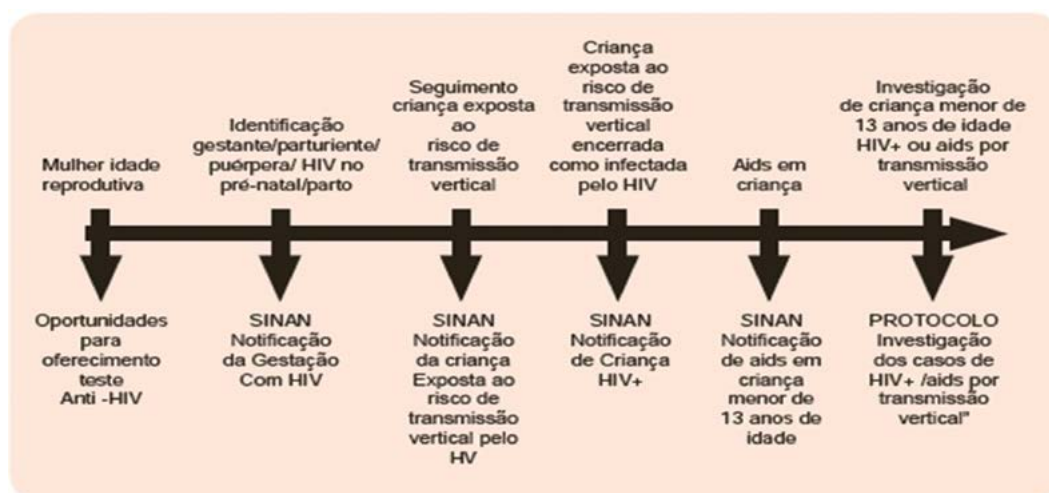 Mulher idade
reprodutiva
Identificação
gestante/parturiente/
puérpera/ HIV no
pré-natal/parto
Seguimento
criança exposta
ao
risco de
transmissão
vertical
Criança
exposta ao
risco de
transmissão
vertical
encerrada
como infectada
pelo HIV
Aids em
criança
Investigação
de criança menor de
13 anos de idade
HIV+ ou aids por
transmissão
vertical
Oportunidades
para
oferecimento
teste
Anti -HIV
SINAN
Notificação
da Gestação
Com HIV
SINAN
Notificação
da criança
Exposta ao
risco de
transmissão
vertical pelo
HV
SINAN
Notificação
de Criança
HIV+
SINAN
Notificação
de aids em
criança
menor de
13 anos de
idade
PROTOCOLO
Investigação
dos casos de
HIV+ /aids por
transmissão
vertical"